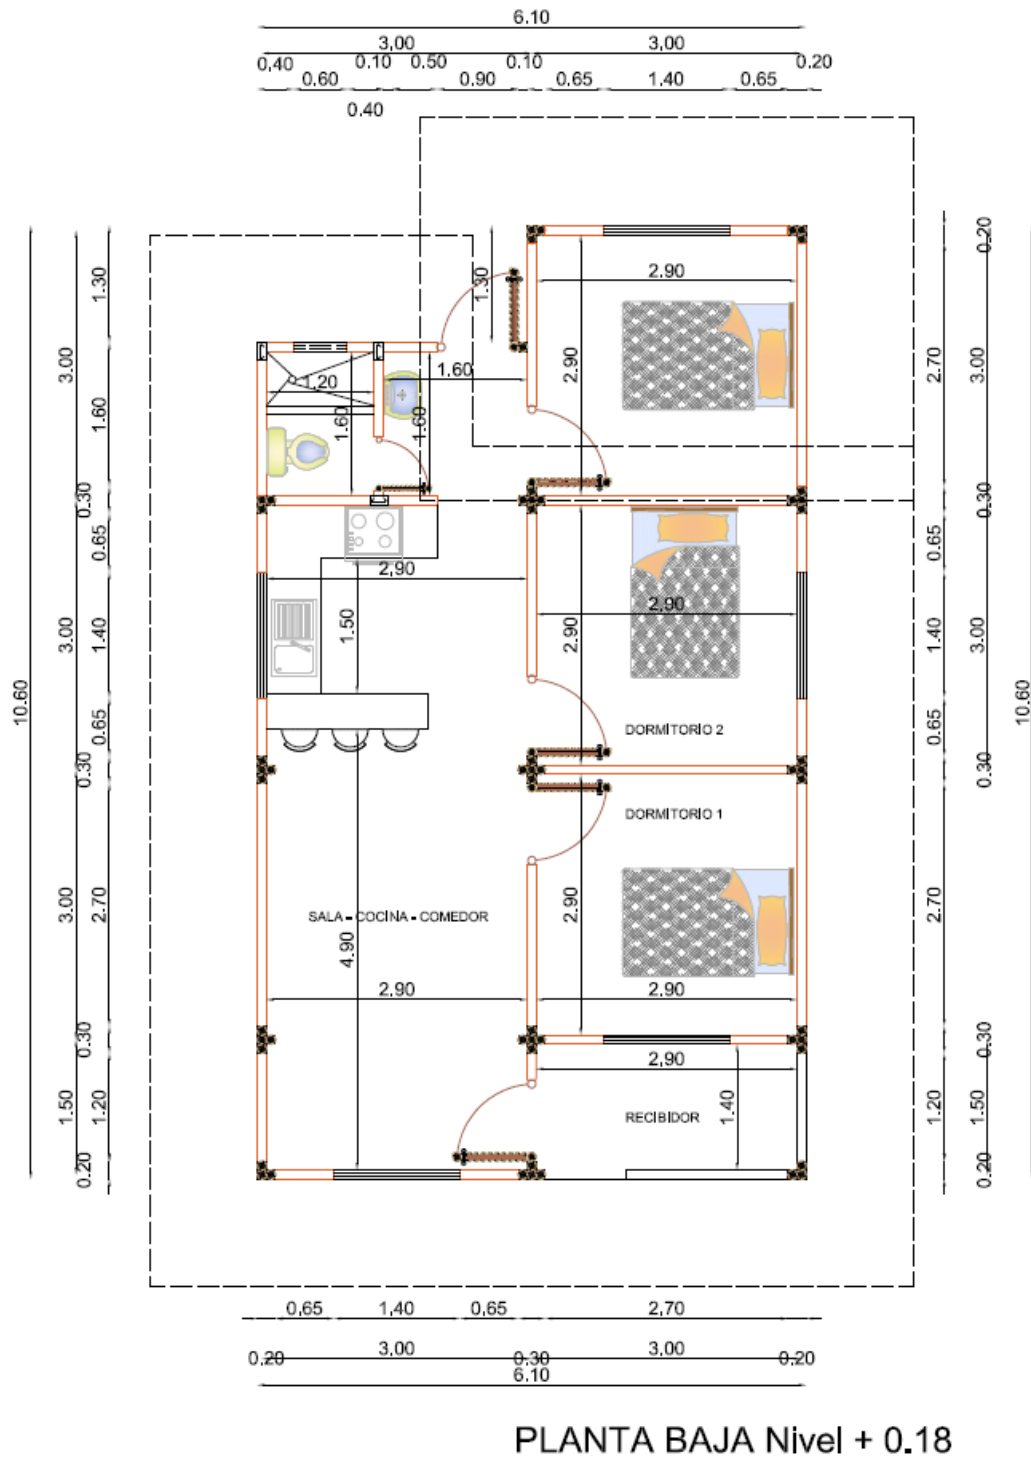 6.10
3,00 3,00
0,40 0.10 0.50 0.10 0.20
0.60 0.90 0.65 1.40 0.65
0.40
0.20
1.30 1.30
2.90
2.90
3.00 2.70 3.00
1.20 1.60
1.60 1.60 1.60
0.30 0.30
0.65 0.65
2,90
2.90 2,90
3.00 1.40 1.50 1.40 3.00
10.60 10.60
0.65 DORMITORIO 2 0.65
0.30 0.30
DORMITORIO 1
3.00 2.70 2.90 2.70
SALA - COCINA - COMEDOR
4.90
2.90 2.90
0.30 0.30
2,90
1.50 1.20 RECIBIDOR 1.40 1.20 1.50
0.20 0.20
0,65 1,40 0,65 2,70
3,00 3,00
0.20 0.30 0.20
6.10
PLANTA BAJA Nivel + 0.18